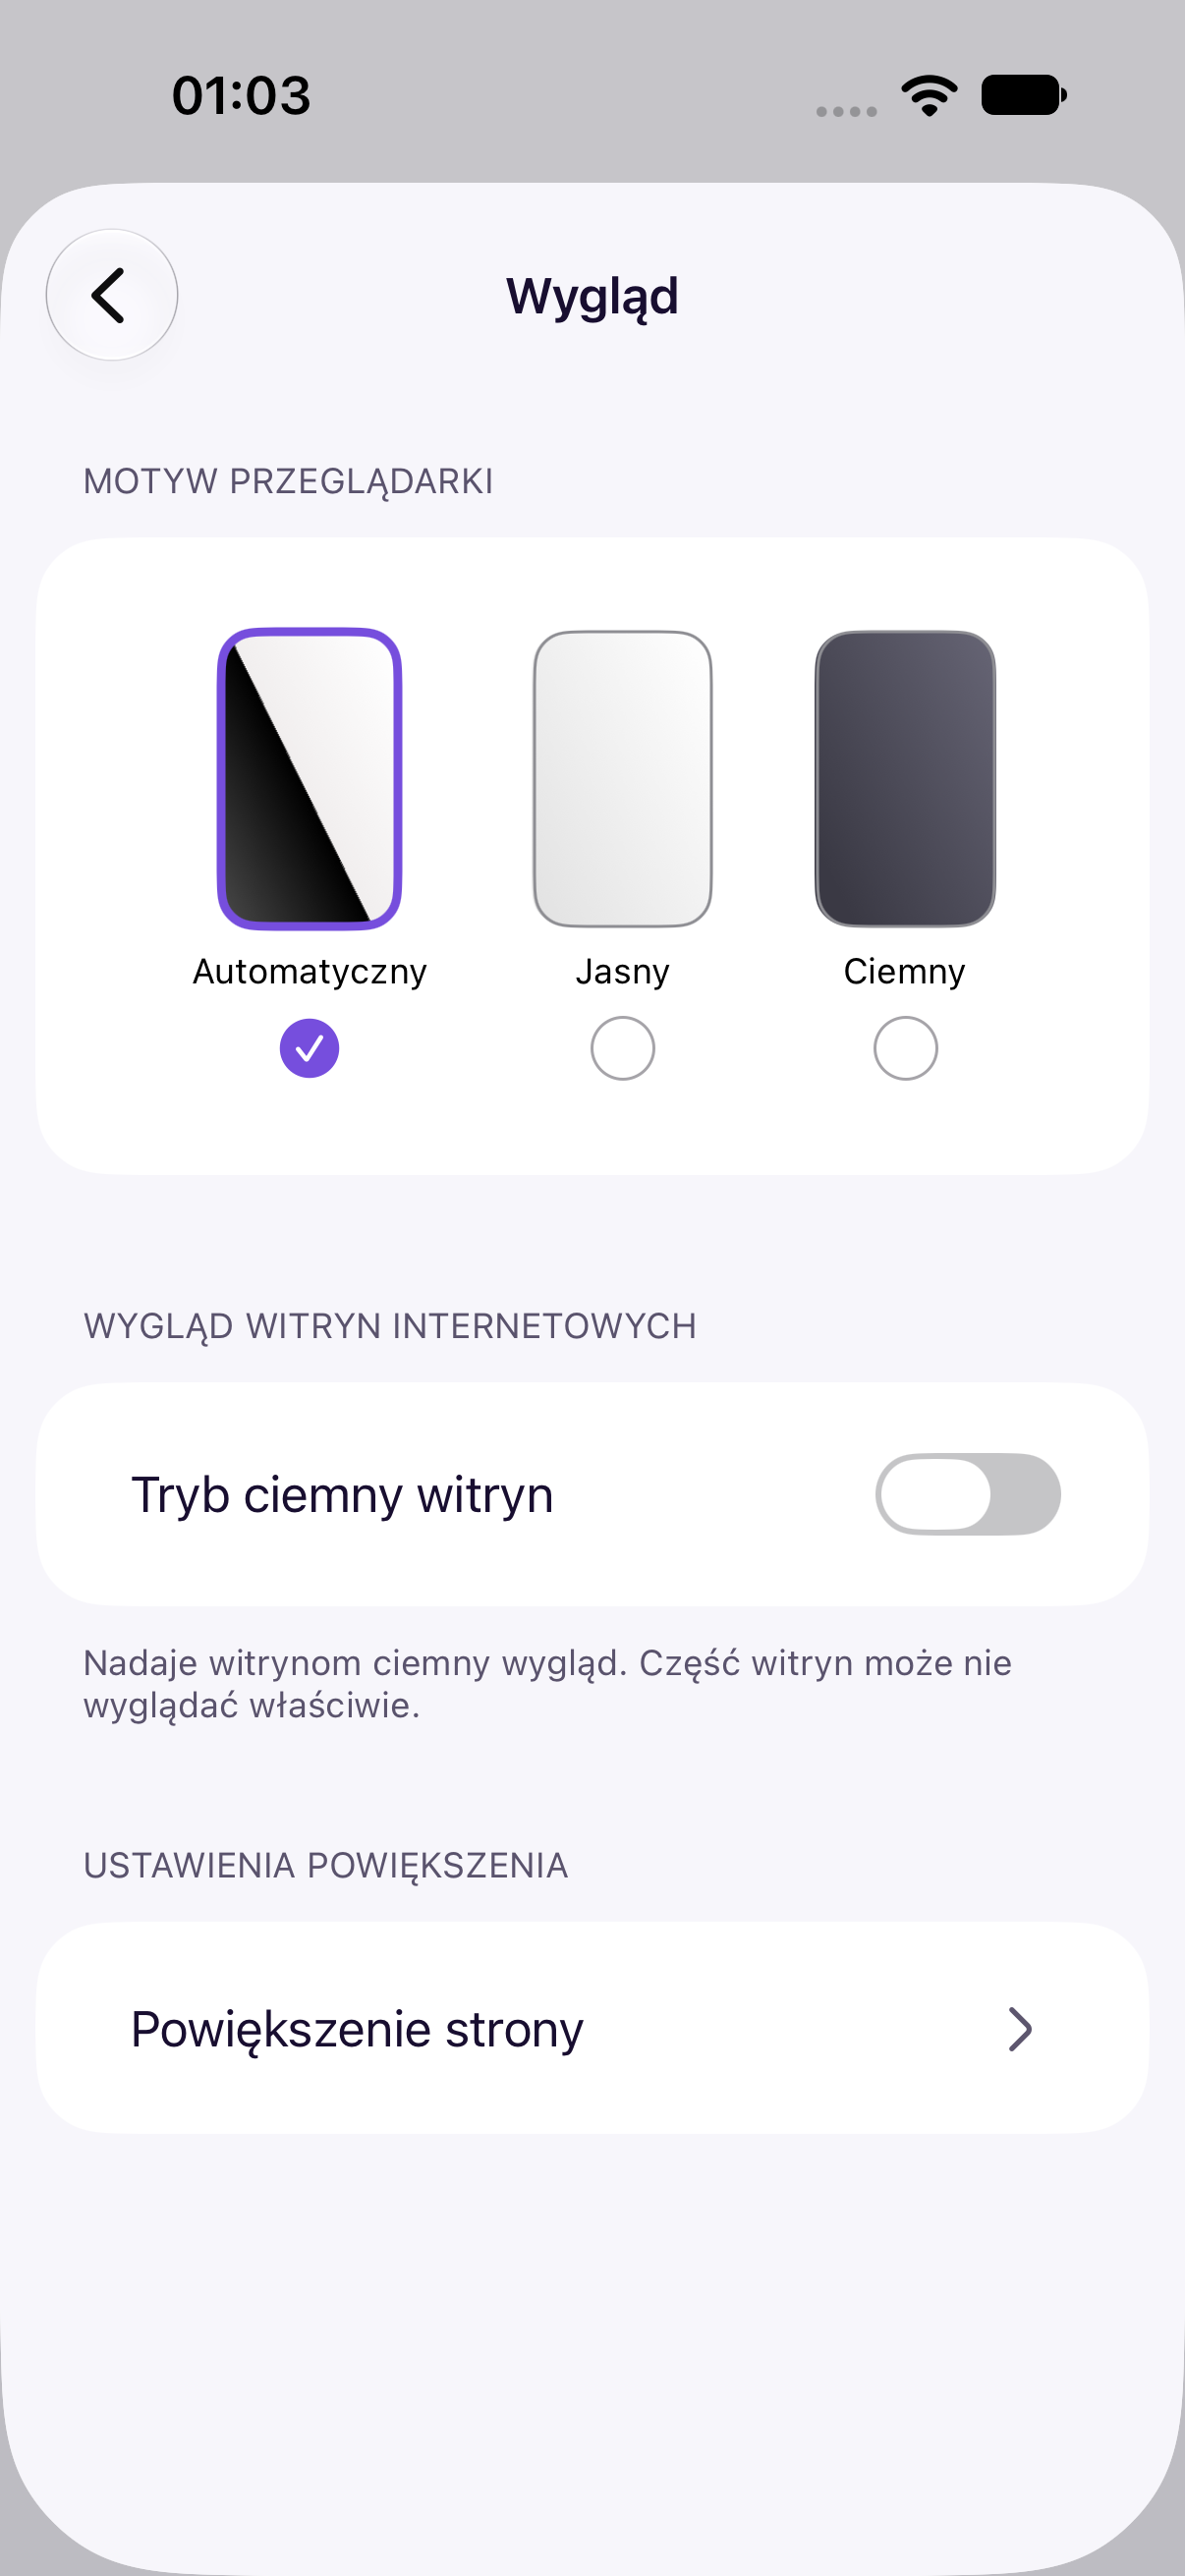 01:03
Wygląd
MOTYW PRZEGLĄDARKI
Automatyczny
Jasny
Ciemny
WYGLĄD WITRYN INTERNETOWYCH
Tryb ciemny witryn
Nadaje witrynom ciemny wygląd. Część witryn może nie
wyglądać właściwie.
USTAWIENIA POWIĘKSZENIA
Powiększenie strony